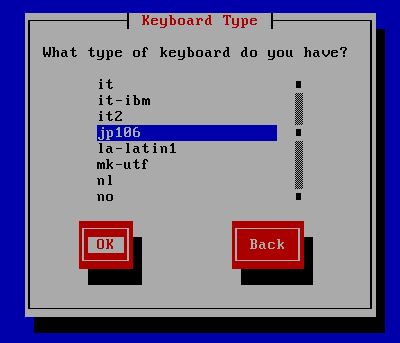 Keyboard Type
What type of keyboard do you have?
it
it-ibm
it2
jp106
la-latin1
mk-utf
nl
no
OK
Back